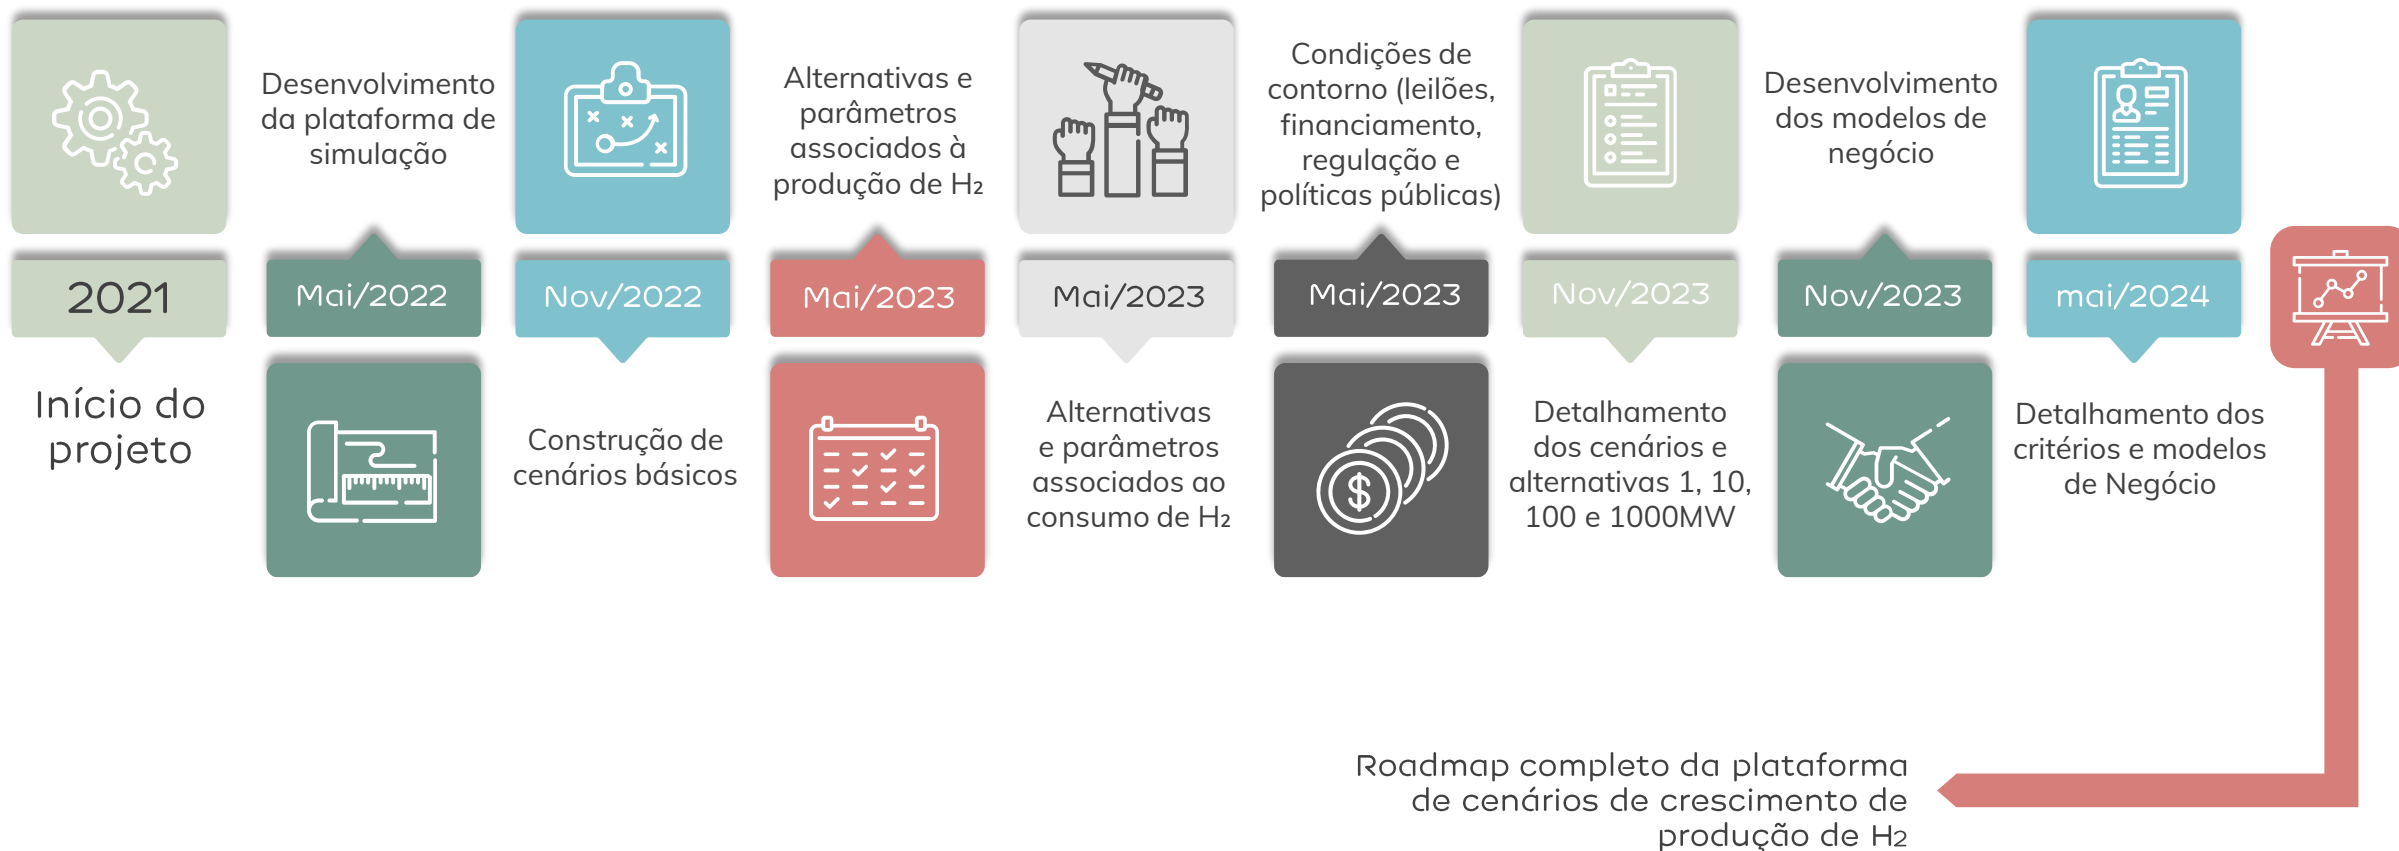 2021
Início do
projeto
Desenvolvimento
da plataforma de
simulação
Mai/2022
Nov/2022
Construção de
cenários básicos
Alternativas e
parâmetros
associados à
produção de H₂
Mai/2023
Mai/2023
Alternativas
e parâmetros
associados ao
consumo de H₂
Condições de
contorno (leilões,
financiamento,
regulação e
políticas públicas)
Mai/2023
Nov/2023
Detalhamento
dos cenários e
alternativas 1, 10,
100 e 1000MW
Desenvolvimento
dos modelos de
negócio
Nov/2023
mai/2024
Detalhamento dos
critérios e modelos
de Negócio
$
Roadmap completo da plataforma
de cenários de crescimento de
produção de H₂